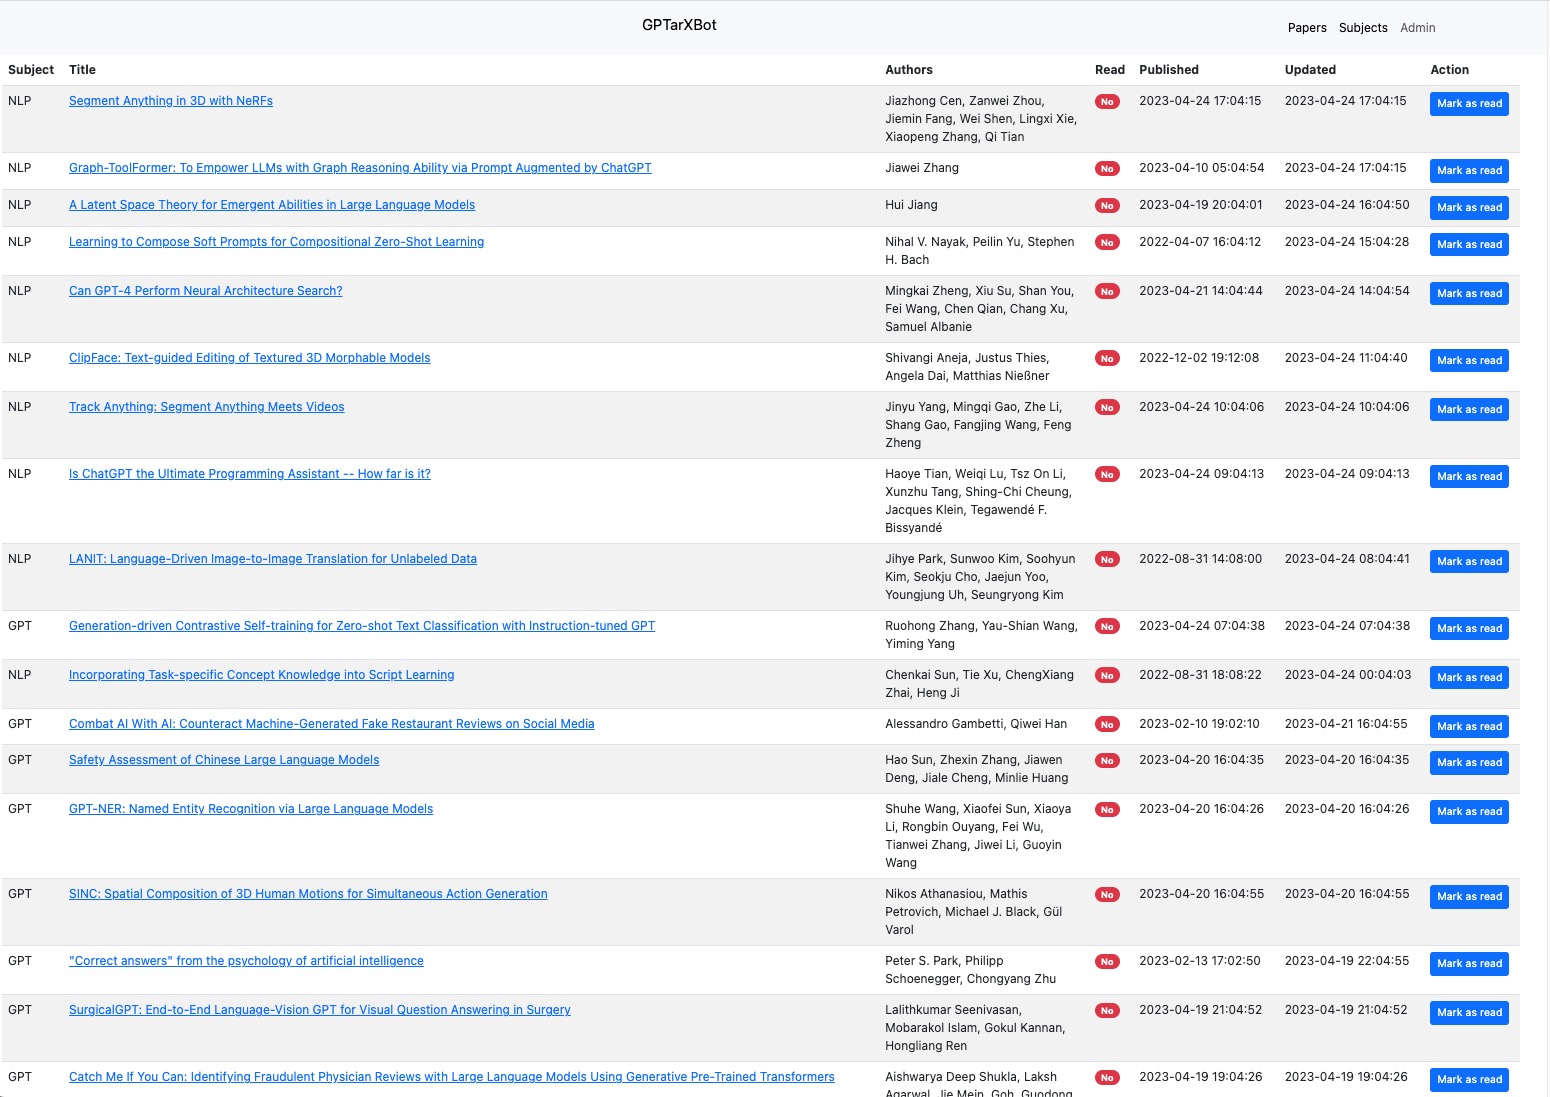 GPTarXBot
Papers Subjects Admin
Subject Title Authors Read Published Updated Action
NLP Segment Anything in 3D with NeRFs Jiazhong Cen, Zanwei Zhou, No 2023-04-24 17:04:15 2023-04-24 17:04:15 Mark as read
Jiemin Fang, Wei Shen, Lingxi Xie,
Xiaopeng Zhang, Qi Tian
NLP Graph-ToolFormer: To Empower LLMs with Graph Reasoning Ability via Prompt Augmented by ChatGPT Jiawei Zhang No 2023-04-10 05:04:54 2023-04-24 17:04:15 Mark as read
NLP A Latent Space Theory for Emergent Abilities in Large Language Models Hui Jiang No 2023-04-19 20:04:01 2023-04-24 16:04:50 Mark as read
NLP Learning to Compose Soft Prompts for Compositional Zero-Shot Learning Nihal V. Nayak, Peilin Yu, Stephen No 2022-04-07 16:04:12 2023-04-24 15:04:28 Mark as read
H. Bach
NLP Can GPT-4 Perform Neural Architecture Search? Mingkai Zheng, Xiu Su, Shan You, No 2023-04-21 14:04:44 2023-04-24 14:04:54 Mark as read
Fei Wang, Chen Qian, Chang Xu,
Samuel Albanie
NLP ClipFace: Text-guided Editing of Textured 3D Morphable Models Shivangi Aneja, Justus Thies, No 2022-12-02 19:12:08 2023-04-24 11:04:40 Mark as read
Angela Dai, Matthias Nießner
NLP Track Anything: Segment Anything Meets Videos Jinyu Yang, Mingqi Gao, Zhe Li, No 2023-04-24 10:04:06 2023-04-24 10:04:06 Mark as read
Shang Gao, Fangjing Wang, Feng
Zheng
NLP Is ChatGPT the Ultimate Programming Assistant -- How far is it? Haoye Tian, Weiqi Lu, Tsz On Li, No 2023-04-24 09:04:13 2023-04-24 09:04:13 Mark as read
Xunzhu Tang, Shing-Chi Cheung,
Jacques Klein, Tegawendé F.
Bissyandé
NLP LANIT: Language-Driven Image-to-Image Translation for Unlabeled Data Jihye Park, Sunwoo Kim, Soohyun No 2022-08-31 14:08:00 2023-04-24 08:04:41 Mark as read
Kim, Seokju Cho, Jaejun Yoo,
Youngjung Uh, Seungryong Kim
GPT Generation-driven Contrastive Self-training for Zero-shot Text Classification with Instruction-tuned GPT Ruohong Zhang, Yau-Shian Wang, No 2023-04-24 07:04:38 2023-04-24 07:04:38 Mark as read
Yiming Yang
NLP Incorporating Task-specific Concept Knowledge into Script Learning Chenkai Sun, Tie Xu, ChengXiang No 2022-08-31 18:08:22 2023-04-24 00:04:03 Mark as read
Zhai, Heng Ji
GPT Combat AI With AI: Counteract Machine-Generated Fake Restaurant Reviews on Social Media Alessandro Gambetti, Qiwei Han No 2023-02-10 19:02:10 2023-04-21 16:04:55 Mark as read
GPT Safety Assessment of Chinese Large Language Models Hao Sun, Zhexin Zhang, Jiawen No 2023-04-20 16:04:35 2023-04-20 16:04:35 Mark as read
Deng, Jiale Cheng, Minlie Huang
GPT GPT-NER: Named Entity Recognition via Large Language Models Shuhe Wang, Xiaofei Sun, Xiaoya No 2023-04-20 16:04:26 2023-04-20 16:04:26 Mark as read
Li, Rongbin Ouyang, Fei Wu,
Tianwei Zhang, Jiwei Li, Guoyin
Wang
GPT SINC: Spatial Composition of 3D Human Motions for Simultaneous Action Generation Nikos Athanasiou, Mathis No 2023-04-20 16:04:55 2023-04-20 16:04:55 Mark as read
Petrovich, Michael J. Black, Gül
Varol
GPT "Correct answers" from the psychology of artificial intelligence Peter S. Park, Philipp No 2023-02-13 17:02:50 2023-04-19 22:04:55 Mark as read
Schoenegger, Chongyang Zhu
GPT SurgicalGPT: End-to-End Language-Vision GPT for Visual Question Answering in Surgery Lalithkumar Seenivasan, No 2023-04-19 21:04:52 2023-04-19 21:04:52 Mark as read
Mobarakol Islam, Gokul Kannan,
Hongliang Ren
GPT Catch Me If You Can: Identifying Fraudulent Physician Reviews with Large Language Models Using Generative Pre-Trained Transformers Aishwarya Deep Shukla, Laksh No 2023-04-19 19:04:26 2023-04-19 19:04:26 Mark as read
Agarwal, Jie Mein, Goh, Guodong